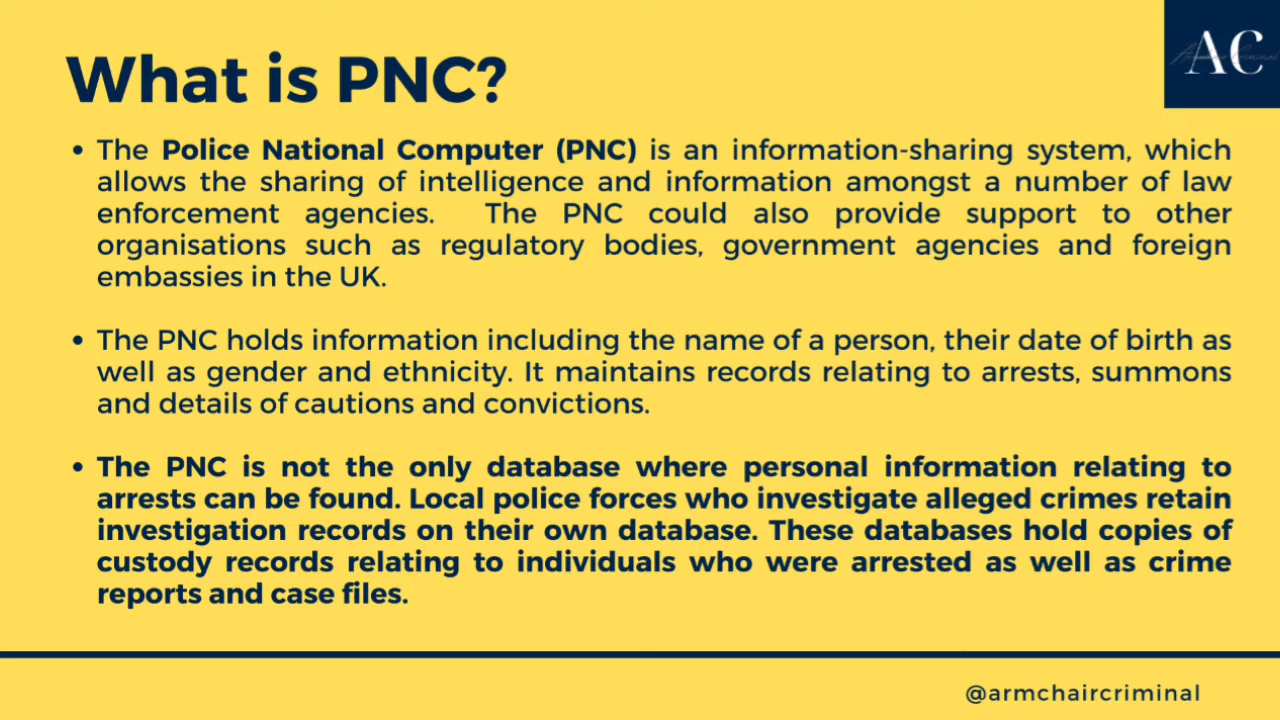 AC
What is PNC?
• The Police National Computer (PNC) is an information-sharing system, which
allows the sharing of intelligence and information amongst a number of law
enforcement agencies. The PNC could also provide support to other
organisations such as regulatory bodies, government agencies and foreign
embassies in the UK.
• The PNC holds information including the name of a person, their date of birth as
well as gender and ethnicity. It maintains records relating to arrests, summons
and details of cautions and convictions.
• The PNC is not the only database where personal information relating to
arrests can be found. Local police forces who investigate alleged crimes retain
investigation records on their own database. These databases hold copies of
custody records relating to individuals who were arrested as well as crime
reports and case files.
@armchaircriminal